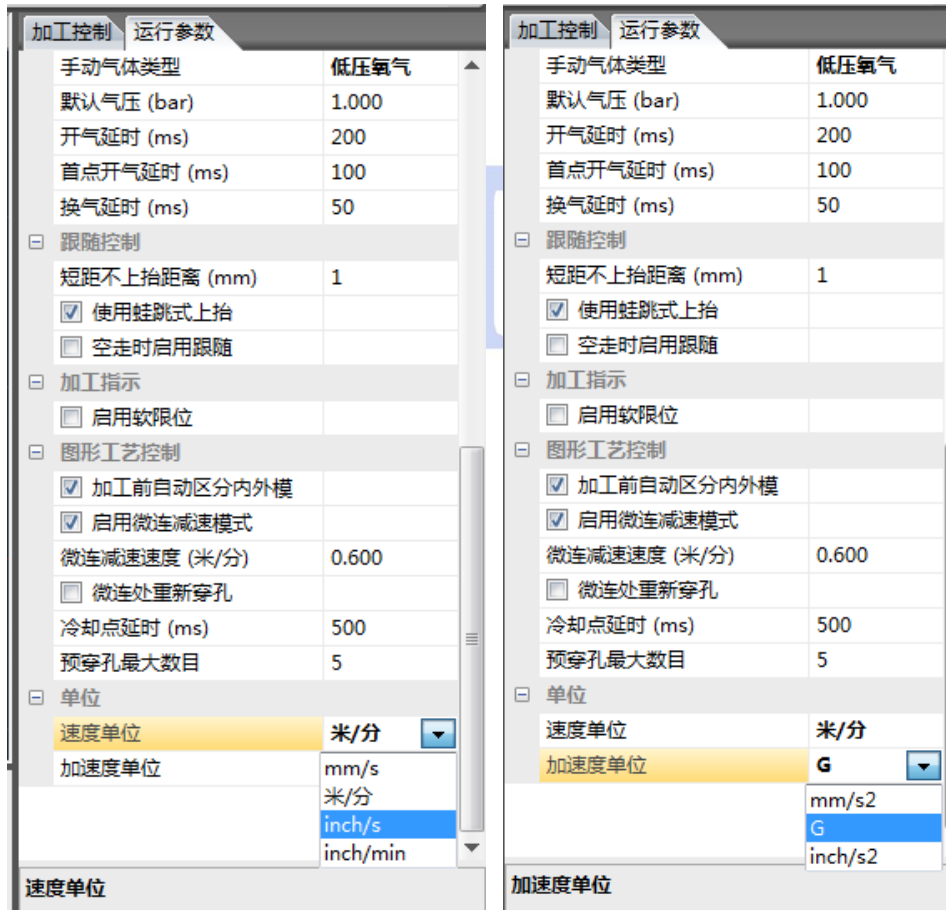 加工控制 运行参数
手动气体类型 低压氧气
默认气压 (bar) 1.000
开气延时 (ms) 200
首点开气延时 (ms) 100
换气延时 (ms) 50
跟随控制
短距不上抬距离 (mm) 1
使用蛙跳式上抬
空走时启用跟随
加工指示
启用软限位
图形工艺控制
加工前自动区分内外模
启用微连减速模式
微连减速速度 (米/分) 0.600
微连处重新穿孔
冷却点延时 (ms) 500
预穿孔最大数目 5
单位
速度单位 米/分
加速度单位
mm/s
米/分
inch/s
inch/min
速度单位
加工控制 运行参数
手动气体类型 低压氧气
默认气压 (bar) 1.000
开气延时 (ms) 200
首点开气延时 (ms) 100
换气延时 (ms) 50
跟随控制
短距不上抬距离 (mm) 1
使用蛙跳式上抬
空走时启用跟随
加工指示
启用软限位
图形工艺控制
加工前自动区分内外模
启用微连减速模式
微连减速速度 (米/分) 0.600
微连处重新穿孔
冷却点延时 (ms) 500
预穿孔最大数目 5
单位
速度单位 米/分
加速度单位 G
mm/s2
G
inch/s2
加速度单位